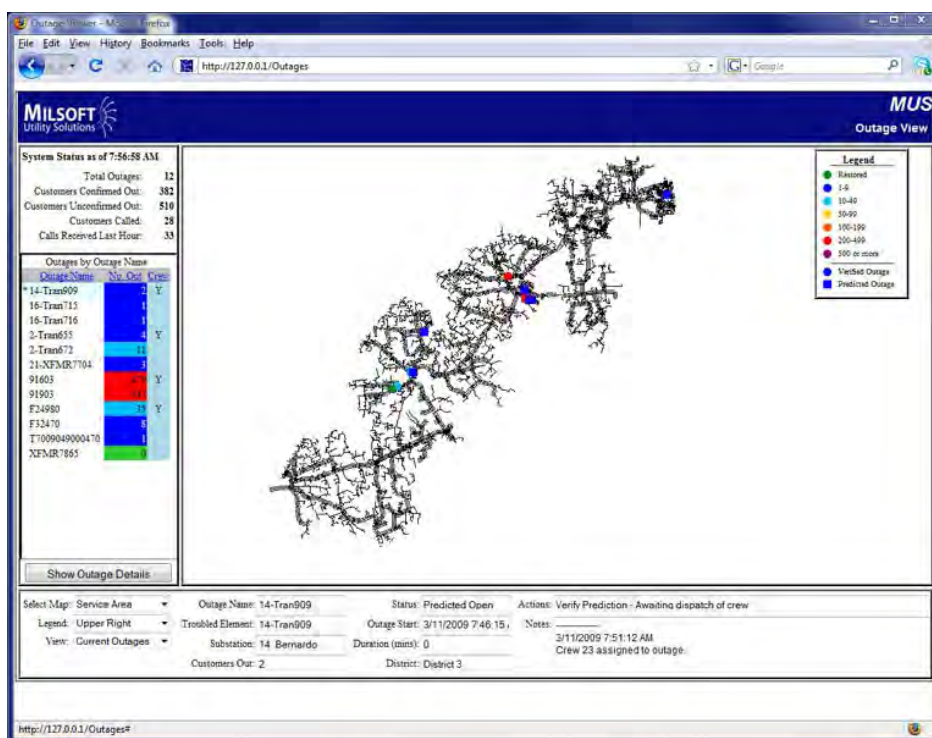 Outage Viewer - Mozilla Firefox
File Edit View History Bookmarks Tools Help
http://127.0.0.1/Outages
Google
MILSOFT
Utility Solutions
MUS
Outage View
System Status as of 7:56:58 AM
Total Outages: 12
Customers Confirmed Out: 382
Customers Unconfirmed Out: 510
Customers Called: 28
Calls Received Last Hour: 33
Outages by Outage Name
Outage Name No. Out Crew
*14-Tran909 2 Y
16-Tran715 1
16-Tran716 1
2-Tran655 4 Y
2-Tran672 11
21-XFMR7704 3
91603 Y
91903
F24980 Y
F32470 8
T7009049000470 1
XFMR7865 0
Show Outage Details
Legend
Restored
1-9
10-49
50-99
100-199
200-499
500 or more
Verified Outage
Predicted Outage
Select Map: Service Area
Legend: Upper Right
View: Current Outages
Outage Name: 14-Tran909
Troubled Element: 14-Tran909
Substation: 14 Bernardo
Customers Out: 2
Status: Predicted Open
Outage Start: 3/11/2009 7:46:15
Duration (mins): 0
District: District 3
Actions: Verify Prediction - Awaiting dispatch of crew
Notes:
3/11/2009 7:51:12 AM
Crew 23 assigned to outage.
http://127.0.0.1/Outages#